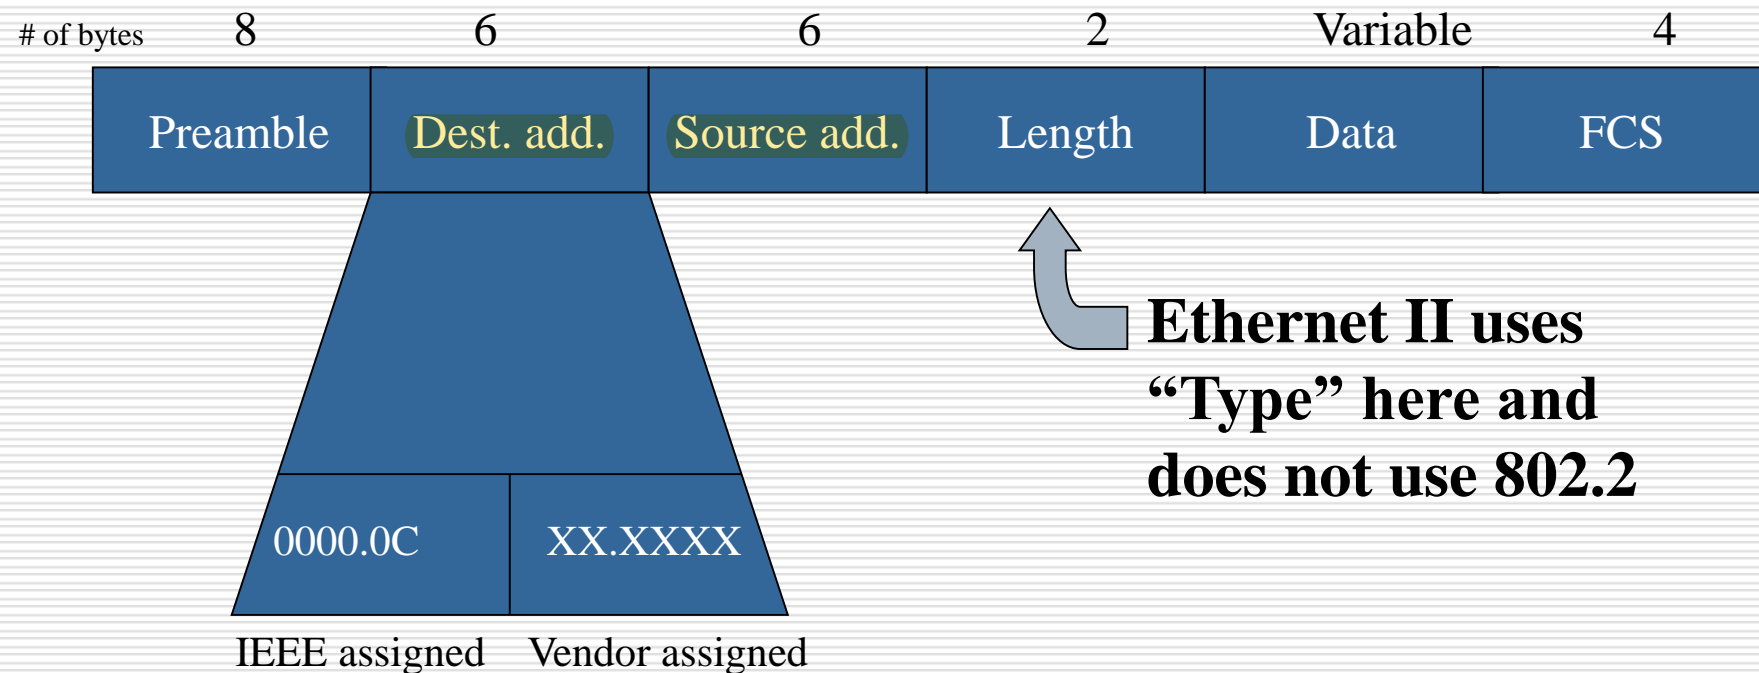 # of bytes 8 6 6 2 Variable 4
Preamble Dest. add. Source add. Length Data FCS
Ethernet II uses
“Type” here and
does not use 802.2
0000.0C XX.XXXX
IEEE assigned Vendor assigned